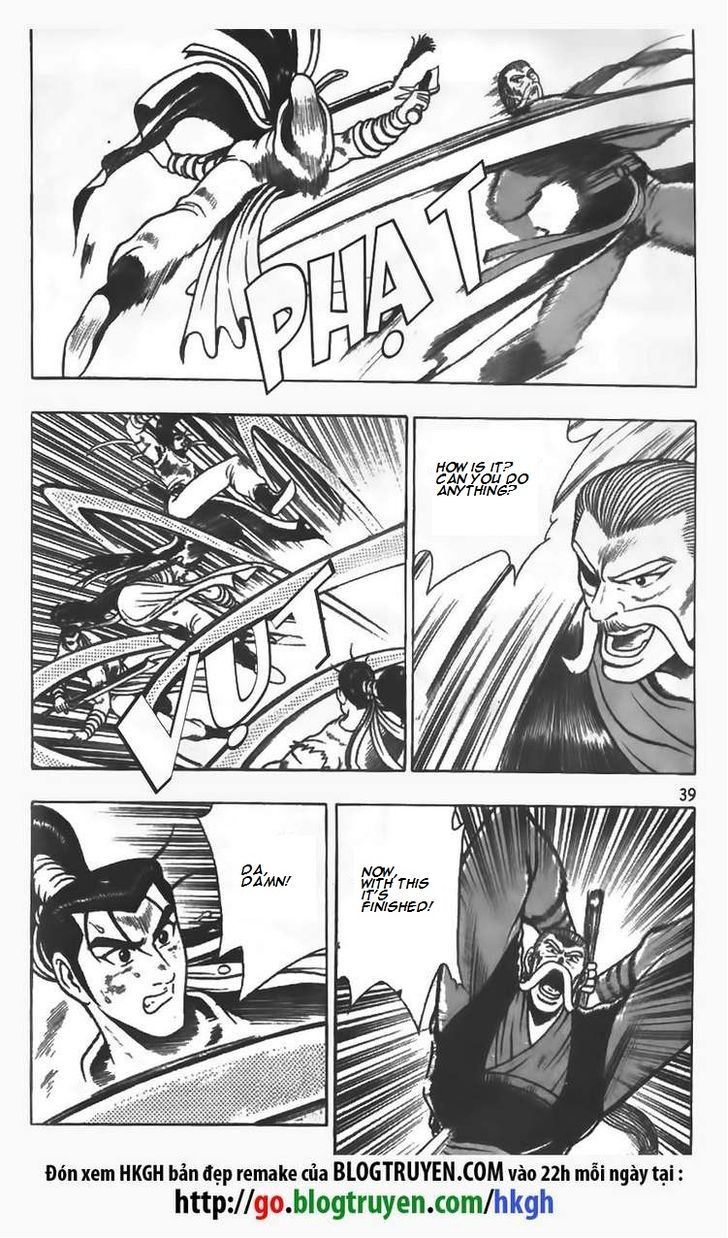 PHẠT
HOW IS IT?
CAN YOU DO
ANYTHING?
VỤT
39
DA,
DAMN!
NOW,
WITH THIS
IT'S
FINISHED!
Đón xem HKGH bản đẹp remake của BLOGTRUYEN.COM vào 22h mỗi ngày tại :
http://go.blogtruyen.com/hkgh